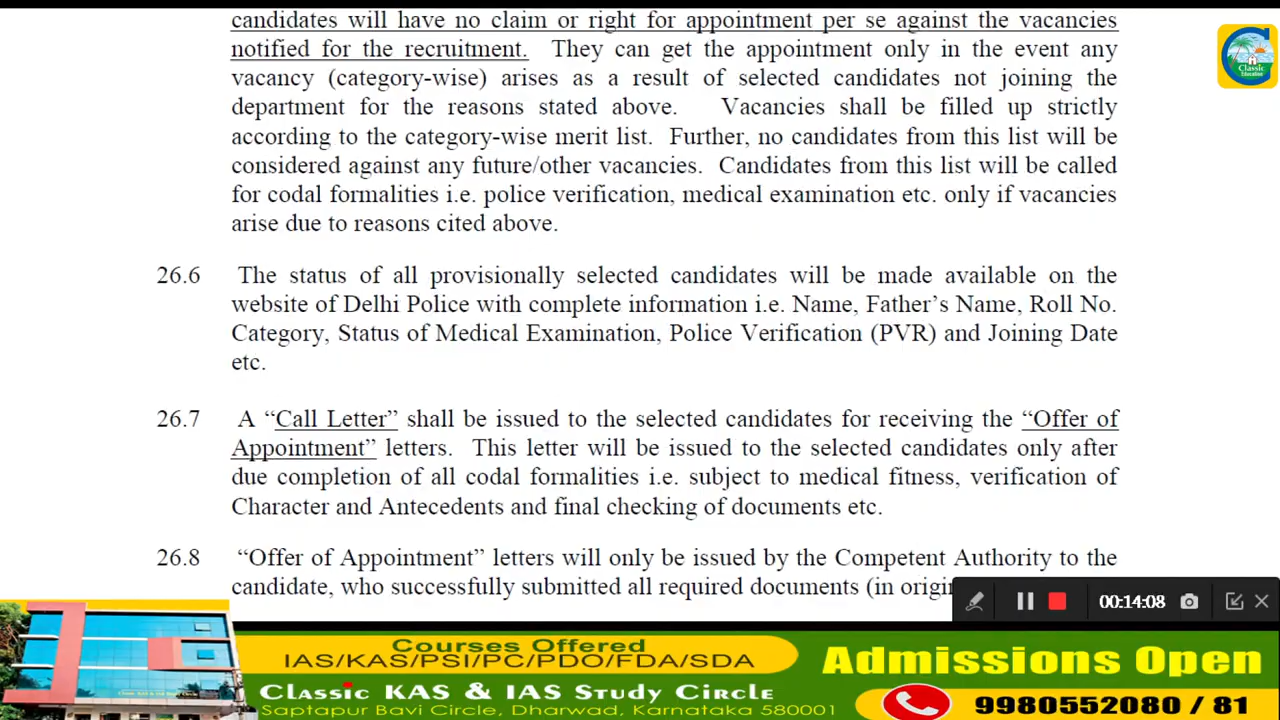 candidates will have no claim or right for appointment per se against the vacancies
notified for the recruitment. They can get the appointment only in the event any
vacancy (category-wise) arises as a result of selected candidates not joining the
department for the reasons stated above. Vacancies shall be filled up strictly
according to the category-wise merit list. Further, no candidates from this list will be
considered against any future/other vacancies. Candidates from this list will be called
for codal formalities i.e. police verification, medical examination etc. only if vacancies
arise due to reasons cited above.
26.6 The status of all provisionally selected candidates will be made available on the
website of Delhi Police with complete information i.e. Name, Father's Name, Roll No.
Category, Status of Medical Examination, Police Verification (PVR) and Joining Date
etc.
26.7 A “Call Letter” shall be issued to the selected candidates for receiving the “Offer of
Appointment” letters. This letter will be issued to the selected candidates only after
due completion of all codal formalities i.e. subject to medical fitness, verification of
Character and Antecedents and final checking of documents etc.
26.8 “Offer of Appointment” letters will only be issued by the Competent Authority to the
candidate, who successfully submitted all required documents (in origin
00:14:08
Classic
Education
Courses Offered
IAS/KAS/PSI/PC/PDO/FDA/SDA
Classic KAS & IAS Study Circle
Saptapur Bavi Circle, Dharwad, Karnataka 580001
Admissions Open
9980552080 / 81